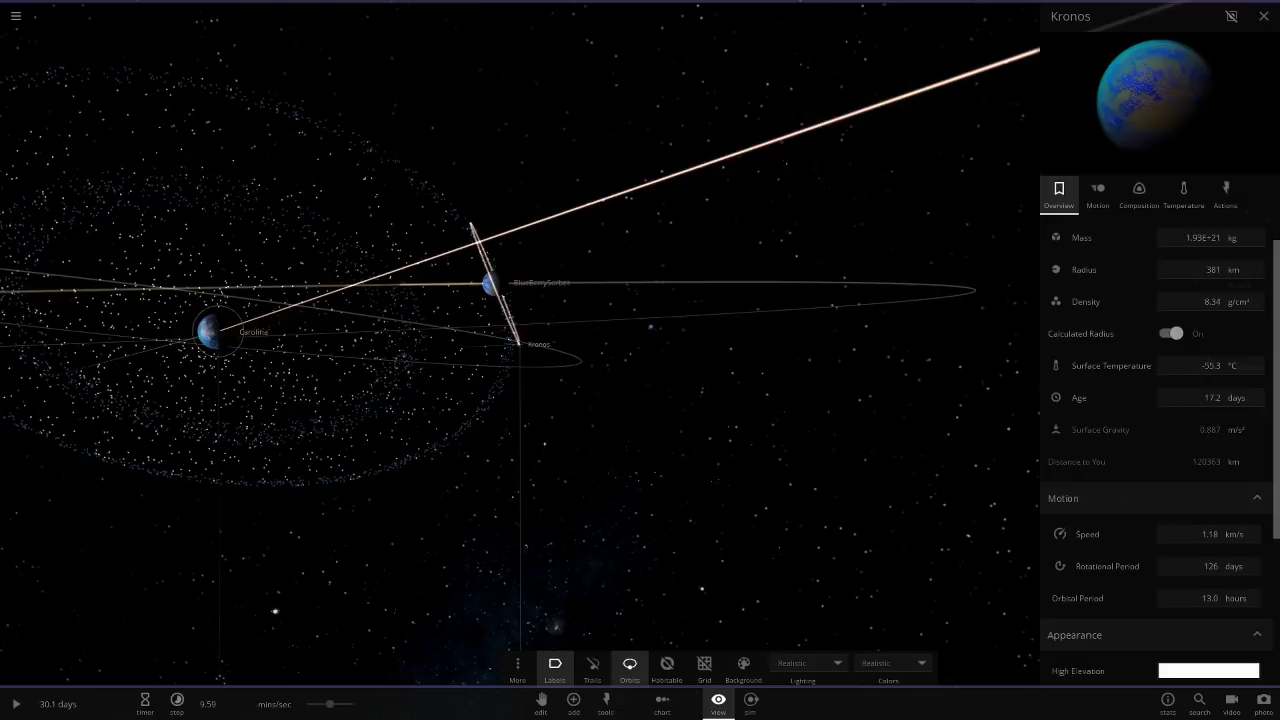 Kronos
Overview Motion Composition Temperature Actions
Mass 1.93E+21 kg
Radius 381 km
Density 8.34 g/cm³
Calculated Radius On
Surface Temperature -55.3 °C
Age 17.2 days
Surface Gravity 0.887 m/s²
Distance to You 120363 km
Motion
Speed 1.18 km/s
Rotational Period 126 days
Orbital Period 13.0 hours
Appearance
High Elevation
BlueBerrySorbet
Carolina
Kronos
More Labels Trails Orbits Habitable Grid Background Realistic Lighting Realistic Colors
30.1 days timer step 9.59 mins/sec edit add tools chart view sim stats search video photo